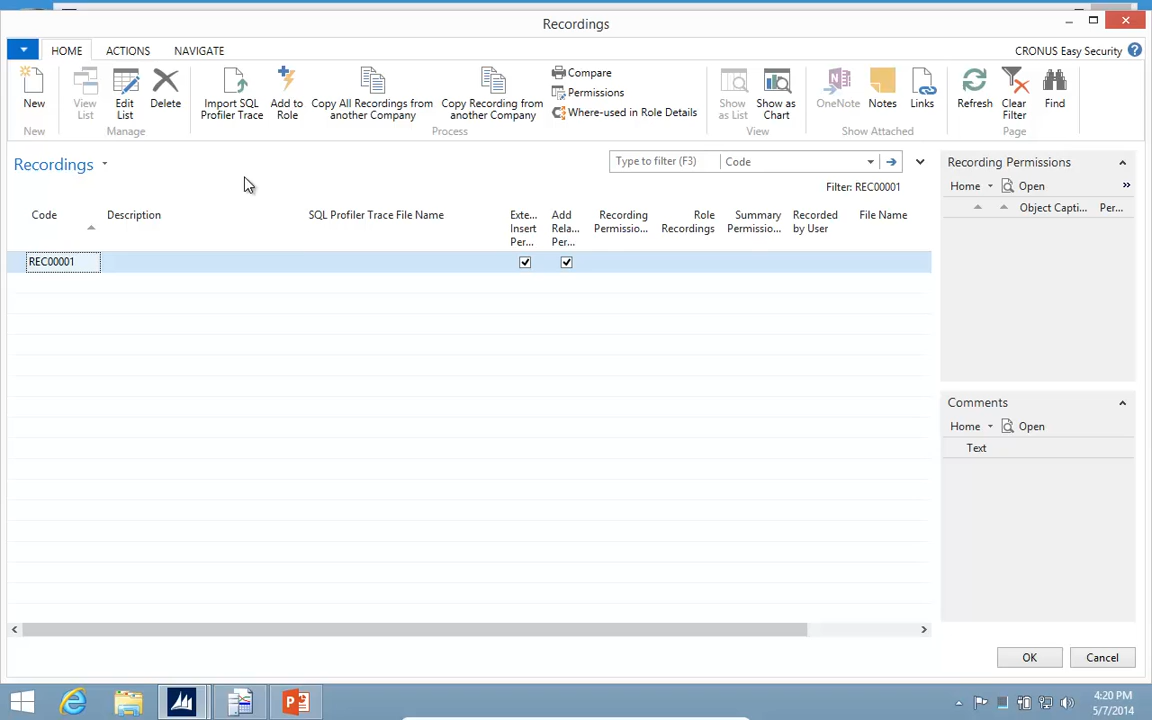 Recordings
HOME
ACTIONS
NAVIGATE
CRONUS Easy Security
New
View
List
Edit
List
Delete
Import SQL
Profiler Trace
Add to
Role
Copy All Recordings from
another Company
Copy Recording from
another Company
Compare
Permissions
Where-used in Role Details
Show
as List
Show as
Chart
OneNote
Notes
Links
Refresh
Clear
Filter
Find
New
Manage
Process
View
Show Attached
Page
Recordings
Type to filter (F3)
Code
Filter: REC00001
Code
Description
SQL Profiler Trace File Name
Exte...
Insert
Per...
Add
Rela...
Per...
Recording
Permissio...
Role
Recordings
Summary
Permissio...
Recorded
by User
File Name
REC00001
Recording Permissions
Home
Open
»
Object Capti...
Per...
Comments
Home
Open
Text
OK
Cancel
4:20 PM
5/7/2014